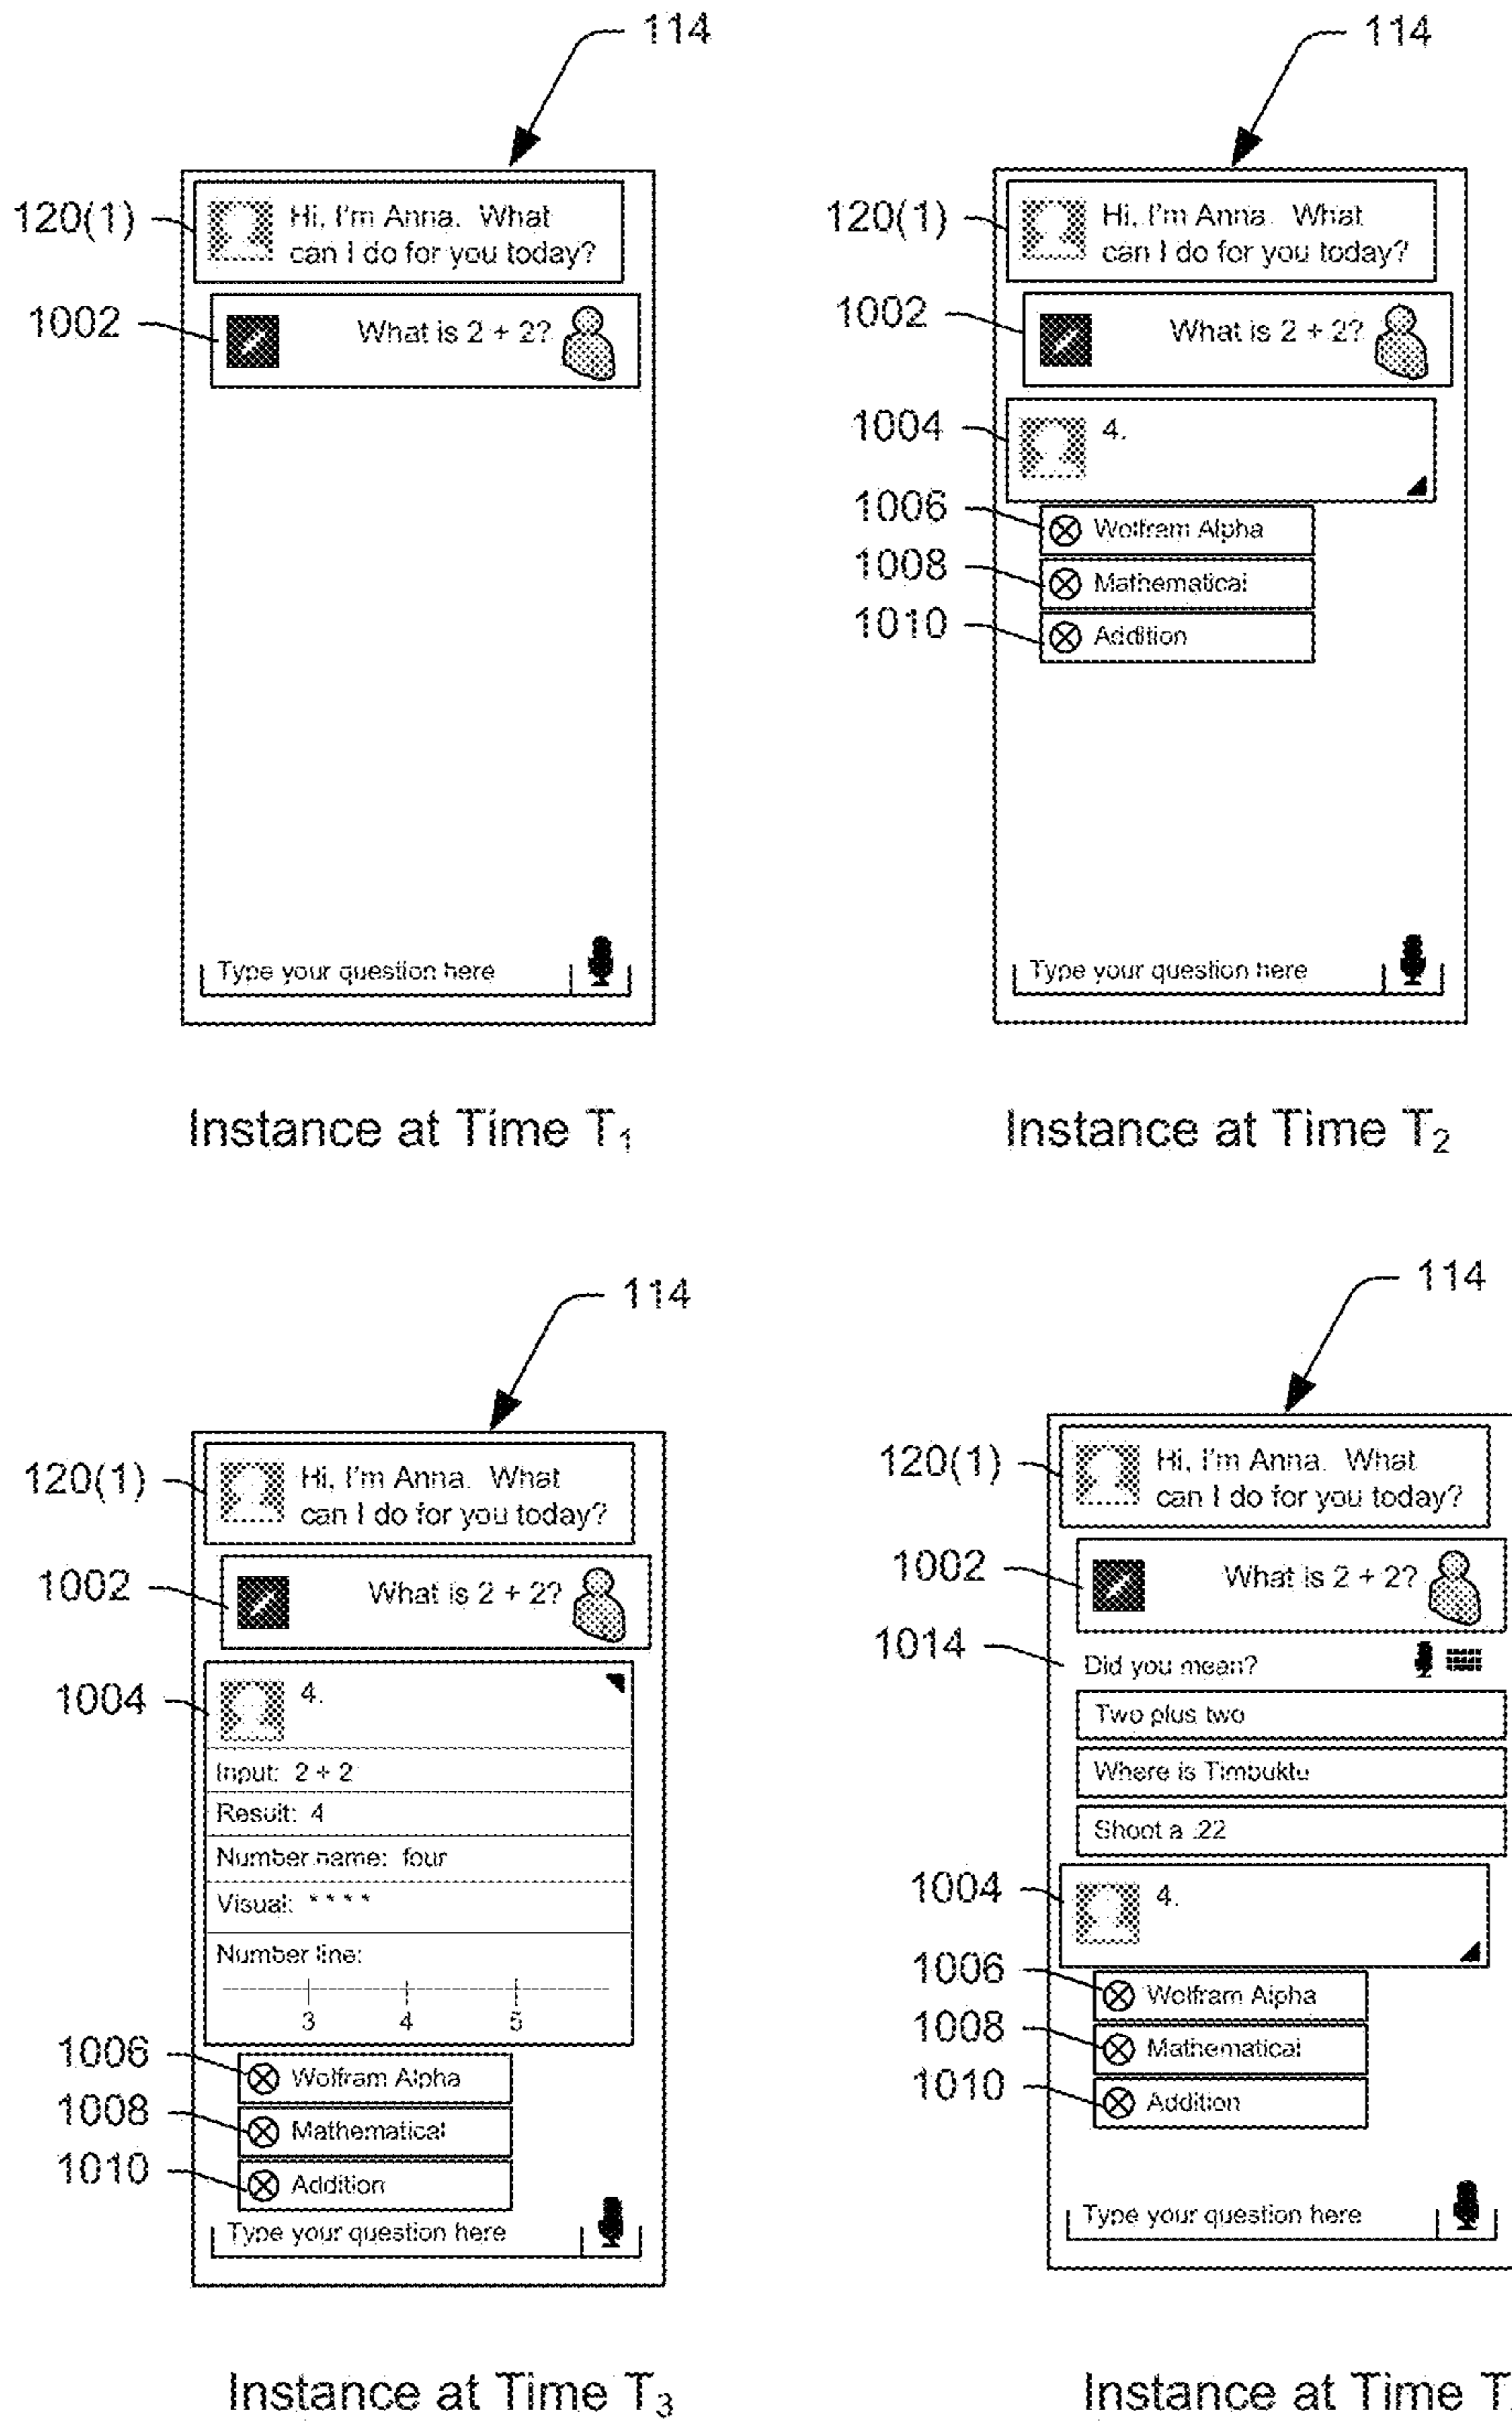 114
120(1)
Hi, I'm Anna. What
can I do for you today?
1002
What is 2 + 2?
Type your question here
Instance at Time T1
114
120(1)
Hi, I'm Anna. What
can I do for you today?
1002
What is 2 + 2?
1004
4.
1006
Wolfram Alpha
1008
Mathematical
1010
Addition
Type your question here
Instance at Time T2
114
120(1)
Hi, I'm Anna. What
can I do for you today?
1002
What is 2 + 2?
1004
4.
Input: 2 + 2
Result: 4
Number name: four
Visual: * * * *
Number line:
3 4 5
1006
Wolfram Alpha
1008
Mathematical
1010
Addition
Type your question here
Instance at Time T3
114
120(1)
Hi, I'm Anna. What
can I do for you today?
1002
What is 2 + 2?
1014
Did you mean?
Two plus two
Where is Timbuktu
Shoot a .22
1004
4.
1006
Wolfram Alpha
1008
Mathematical
1010
Addition
Type your question here
Instance at Time T